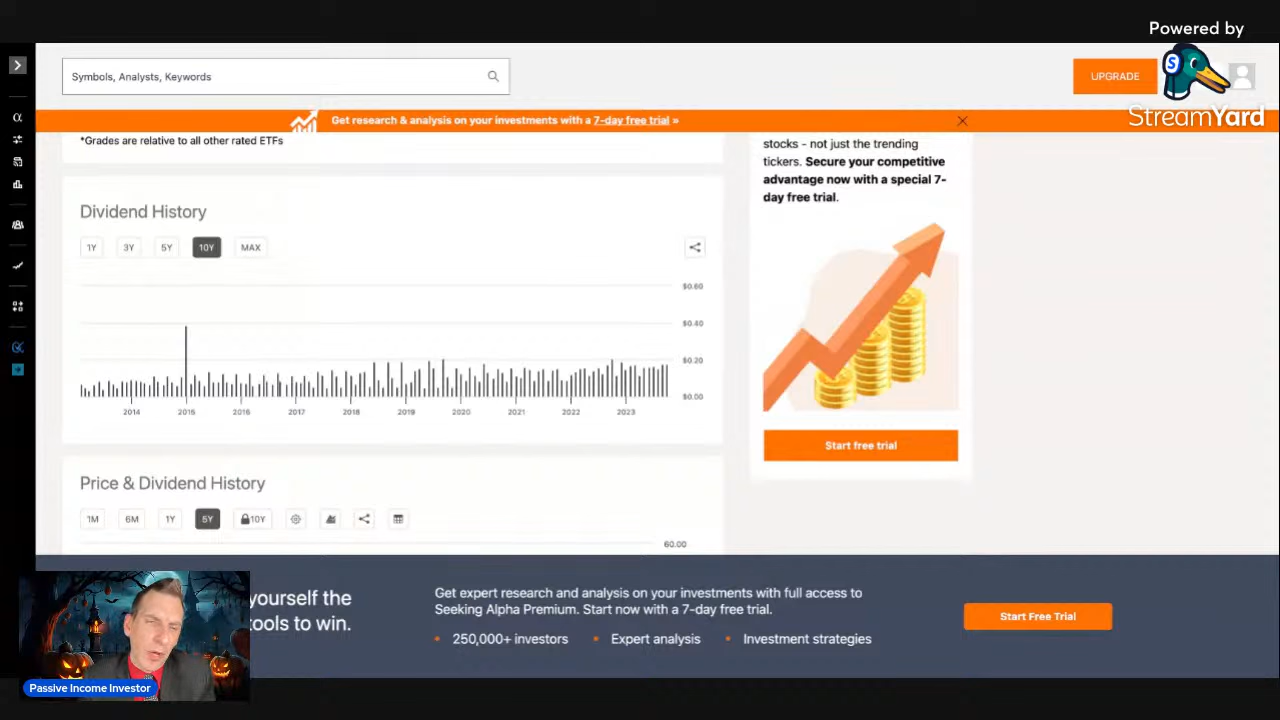 Powered by
StreamYard
Symbols, Analysts, Keywords
UPGRADE
Get research & analysis on your investments with a 7-day free trial »
*Grades are relative to all other rated ETFs
stocks - not just the trending
tickers. Secure your competitive
advantage now with a special 7-
day free trial.
Dividend History
1Y 3Y 5Y 10Y MAX
$0.60
$0.40
$0.20
$0.00
2014 2015 2016 2017 2018 2019 2020 2021 2022 2023
Start free trial
Price & Dividend History
1M 6M 1Y 5Y 10Y
60.00
yourself the
tools to win.
Get expert research and analysis on your investments with full access to
Seeking Alpha Premium. Start now with a 7-day free trial.
• 250,000+ investors • Expert analysis • Investment strategies
Start Free Trial
Passive Income Investor